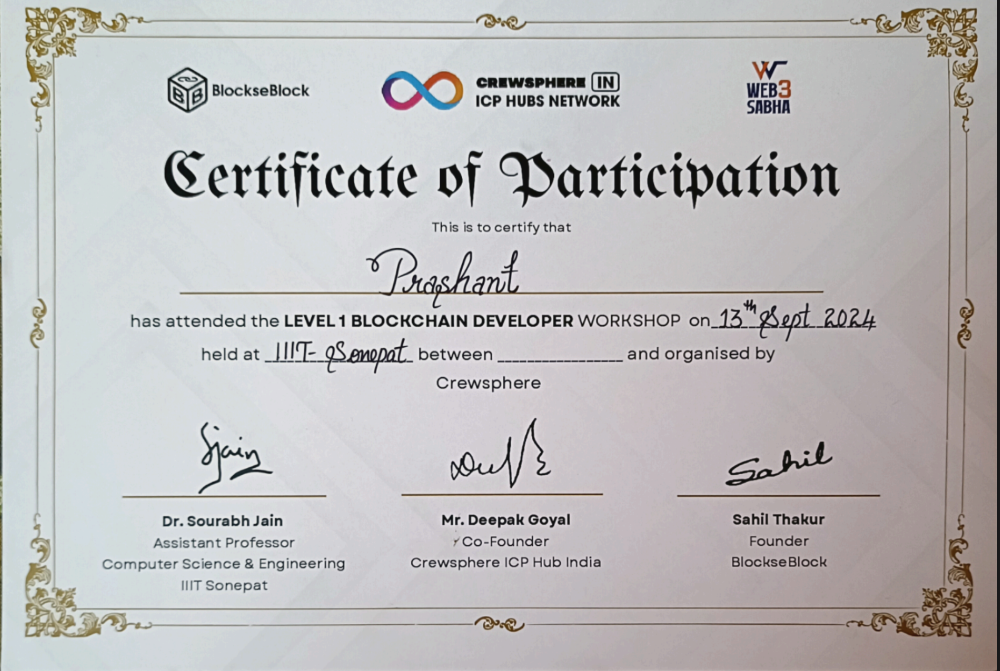 BlockseBlock
CREWSPHERE IN
ICP HUBS NETWORK
WEB3
SABHA
Certificate of Participation
This is to certify that
Prashant
has attended the LEVEL 1 BLOCKCHAIN DEVELOPER WORKSHOP on 13th Sept 2024
held at IIIT- Sonepat between ________________ and organised by
Crewsphere
Sjain
Sahil
Dr. Sourabh Jain
Assistant Professor
Computer Science & Engineering
IIIT Sonepat
Mr. Deepak Goyal
Co-Founder
Crewsphere ICP Hub India
Sahil Thakur
Founder
BlockseBlock